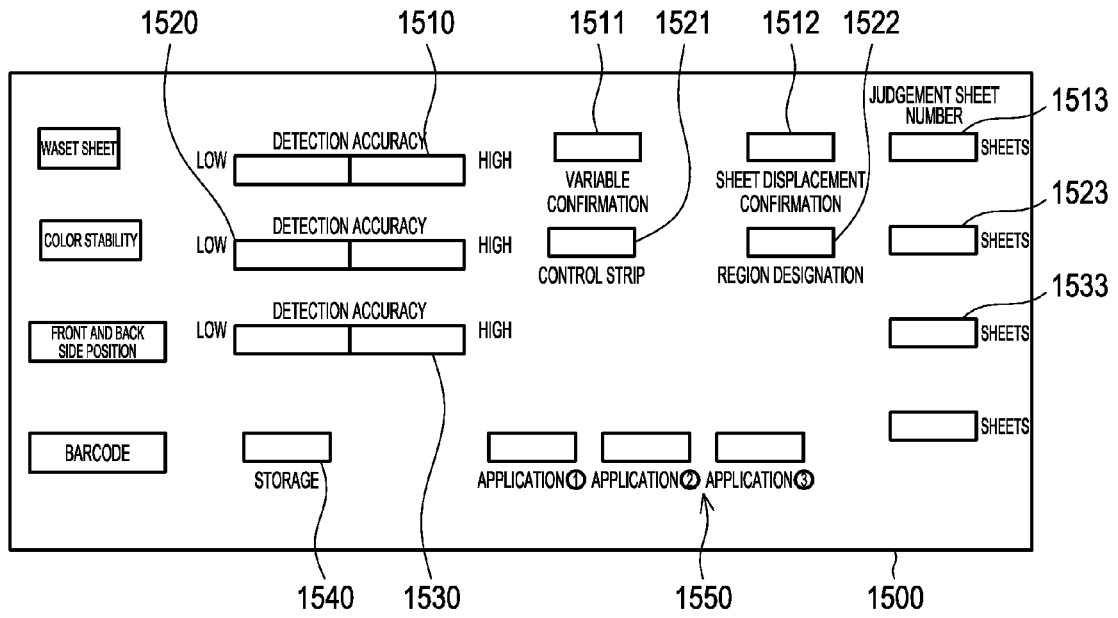 1520 1510 1511 1521 1512 1522
JUDGEMENT SHEET
NUMBER
1513
WASET SHEET
DETECTION ACCURACY
LOW
HIGH
VARIABLE
CONFIRMATION
SHEET DISPLACEMENT
CONFIRMATION
SHEETS
1523
COLOR STABILITY
DETECTION ACCURACY
LOW
HIGH
CONTROL STRIP
REGION DESIGNATION
SHEETS
1533
FRONT AND BACK
SIDE POSITION
DETECTION ACCURACY
LOW
HIGH
SHEETS
BARCODE
STORAGE
APPLICATION① APPLICATION② APPLICATION③
SHEETS
1540 1530 1550 1500